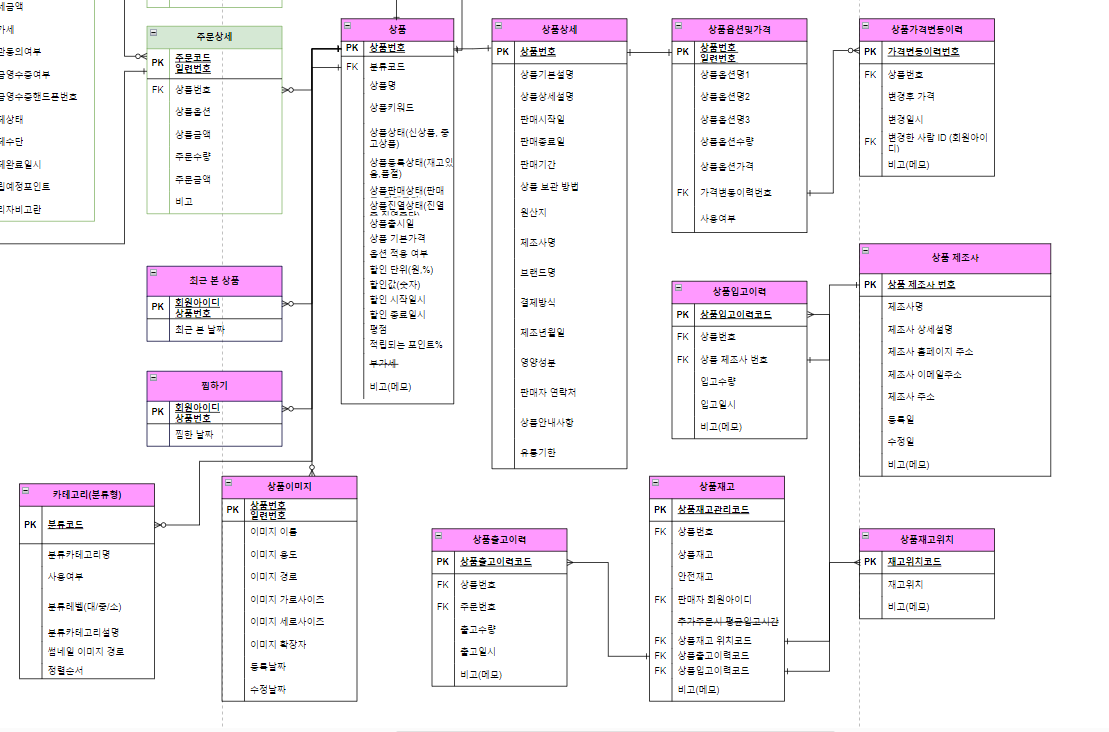 세금액
가세
관동의여부
금영수증여부
금영수증핸드폰번호
제상태
제수단
제완료일시
립예정포인트
리자비고란
주문상세
PK
주문코드
일련번호
FK
상품번호
상품옵션
상품금액
주문수량
주문금액
비고
최근 본 상품
PK
회원아이디
상품번호
최근 본 날짜
찜하기
PK
회원아이디
상품번호
찜한 날짜
카테고리(분류형)
PK
분류코드
분류카테고리명
사용여부
분류레벨(대/중/소)
분류카테고리설명
썸네일 이미지 경로
정렬순서
상품이미지
PK
상품번호
일련번호
이미지 이름
이미지 용도
이미지 경로
이미지 가로사이즈
이미지 세로사이즈
이미지 확장자
등록날짜
수정날짜
상품
PK
상품번호
FK
분류코드
상품명
상품키워드
상품상태(신상품, 중
고상품)
상품등록상태(재고있
음,품절)
상품판매상태(판매
상품진열상태(진열
상품출시일
상품 기본가격
옵션 적용 여부
할인 단위(원,%)
할인값(숫자)
할인 시작일시
할인 종료일시
평점
적립되는 포인트%
부가세
비고(메모)
상품상세
PK
상품번호
상품기본설명
상품상세설명
판매시작일
판매종료일
판매기간
상품 보관 방법
원산지
제조사명
브랜드명
결제방식
제조년월일
영양성분
판매자 연락처
상품안내사항
유통기한
상품출고이력
PK
상품출고이력코드
FK
상품번호
FK
주문번호
출고수량
출고일시
비고(메모)
상품옵션및가격
PK
상품번호
일련번호
상품옵션명1
상품옵션명2
상품옵션명3
상품옵션수량
상품옵션가격
FK
가격변동이력번호
사용여부
상품입고이력
PK
상품입고이력코드
FK
상품번호
FK
상품 제조사 번호
입고수량
입고일시
비고(메모)
상품재고
PK
상품재고관리코드
FK
상품번호
상품재고
안전재고
FK
판매자 회원아이디
추가주문시 평균입고시간
FK
상품재고 위치코드
FK
상품출고이력코드
FK
상품입고이력코드
비고(메모)
상품가격변동이력
PK
가격변동이력번호
FK
상품번호
변경후 가격
변경일시
FK
변경한 사람 ID (회원아이
디)
비고(메모)
상품 제조사
PK
상품 제조사 번호
제조사명
제조사 상세설명
제조사 홈페이지 주소
제조사 이메일주소
제조사 주소
등록일
수정일
비고(메모)
상품재고위치
PK
재고위치코드
재고위치
비고(메모)